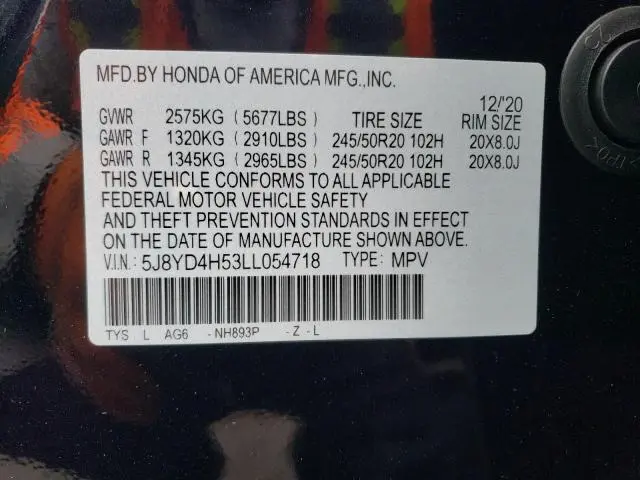 MFD.BY HONDA OF AMERICA MFG.,INC.
12/'20
GVWR 2575KG (5677LBS) TIRE SIZE RIM SIZE
GAWR F 1320KG (2910LBS) 245/50R20 102H 20X8.0J
GAWR R 1345KG (2965LBS) 245/50R20 102H 20X8.0J
THIS VEHICLE CONFORMS TO ALL APPLICABLE
FEDERAL MOTOR VEHICLE SAFETY
AND THEFT PREVENTION STANDARDS IN EFFECT
ON THE DATE OF MANUFACTURE SHOWN ABOVE.
V.I.N.: 5J8YD4H53LL054718 TYPE: MPV
TYS L AG6 -NH893P -Z -L